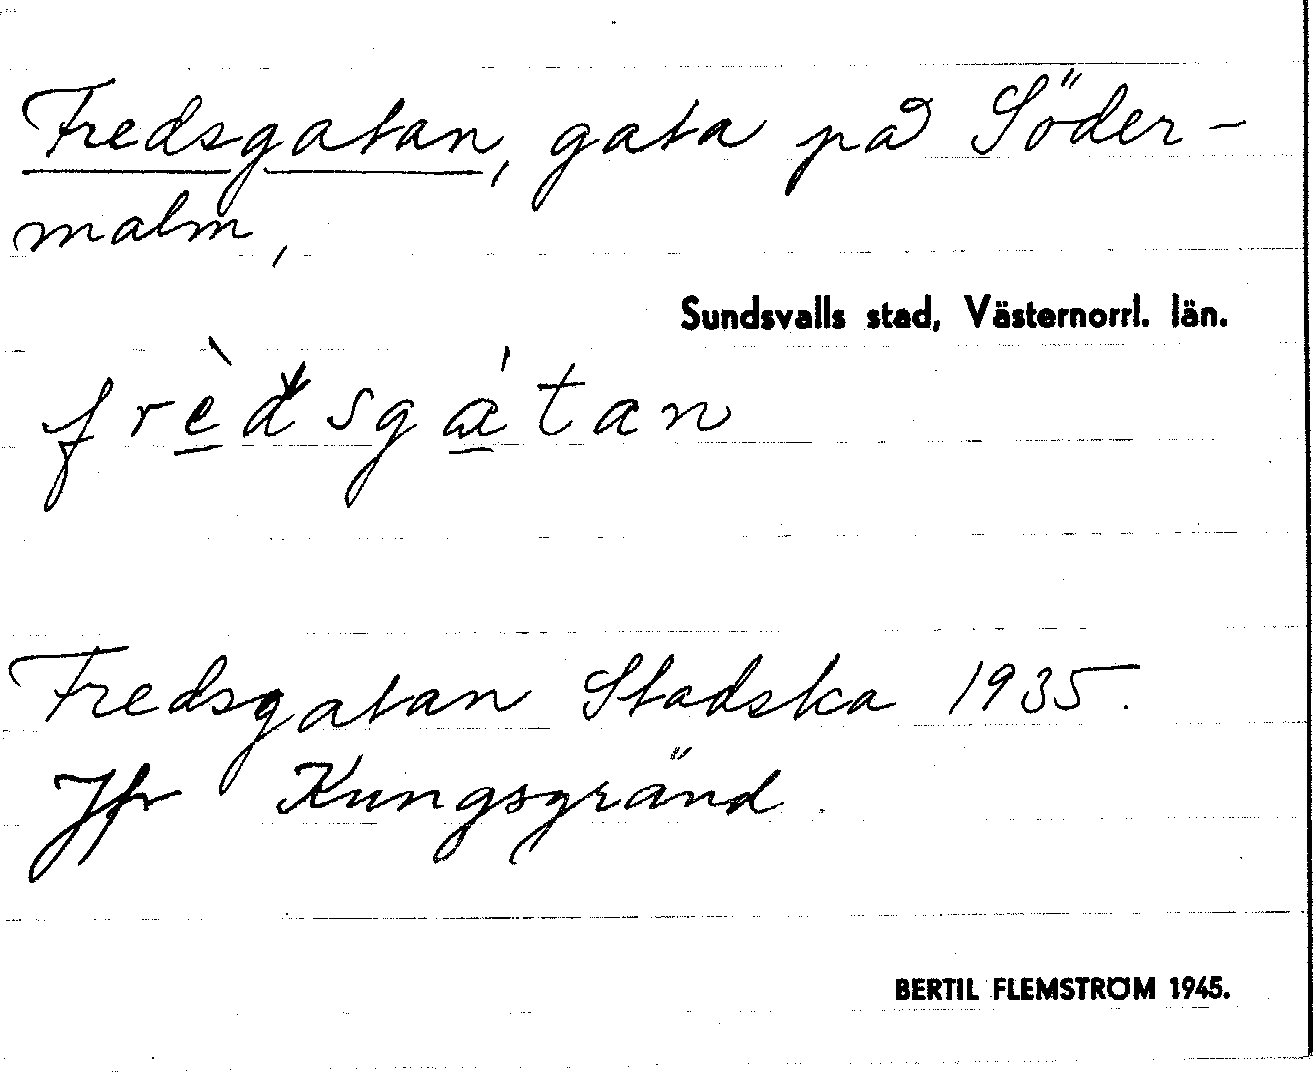 Fredsgatan, gata på Söder-
malm,
Sundsvalls stad, Västernorrl. län.
frèdsgátan
Fredsgatan Stadska 1935.
Jfr Kungsgränd.
BERTIL FLEMSTRÖM 1945.